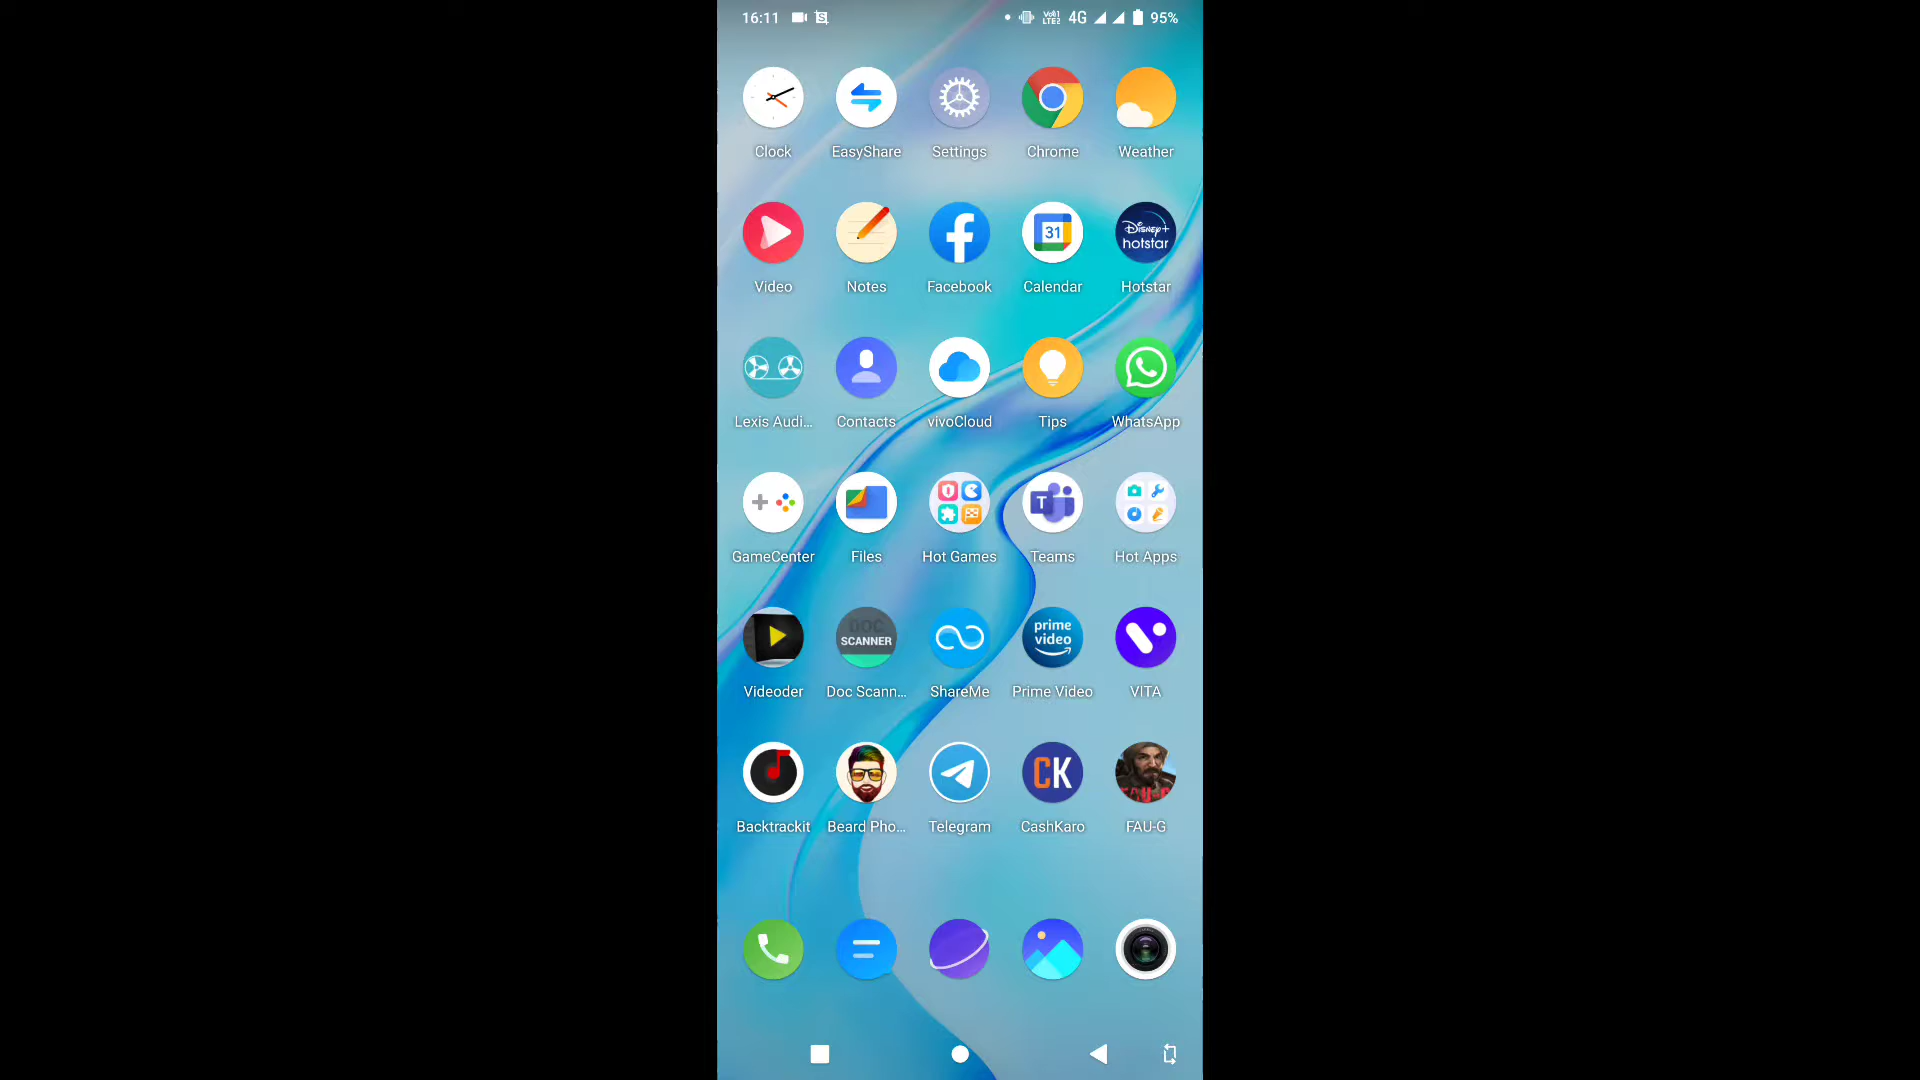 16:11 4G 95%
Clock EasyShare Settings Chrome Weather
31 Disney+ hotstar
Video Notes Facebook Calendar Hotstar
Lexis Audi... Contacts vivoCloud Tips WhatsApp
T
GameCenter Files Hot Games Teams Hot Apps
DOC SCANNER prime video
Videoder Doc Scann... ShareMe Prime Video VITA
CK FAU-G
Backtrackit Beard Pho... Telegram CashKaro FAU-G